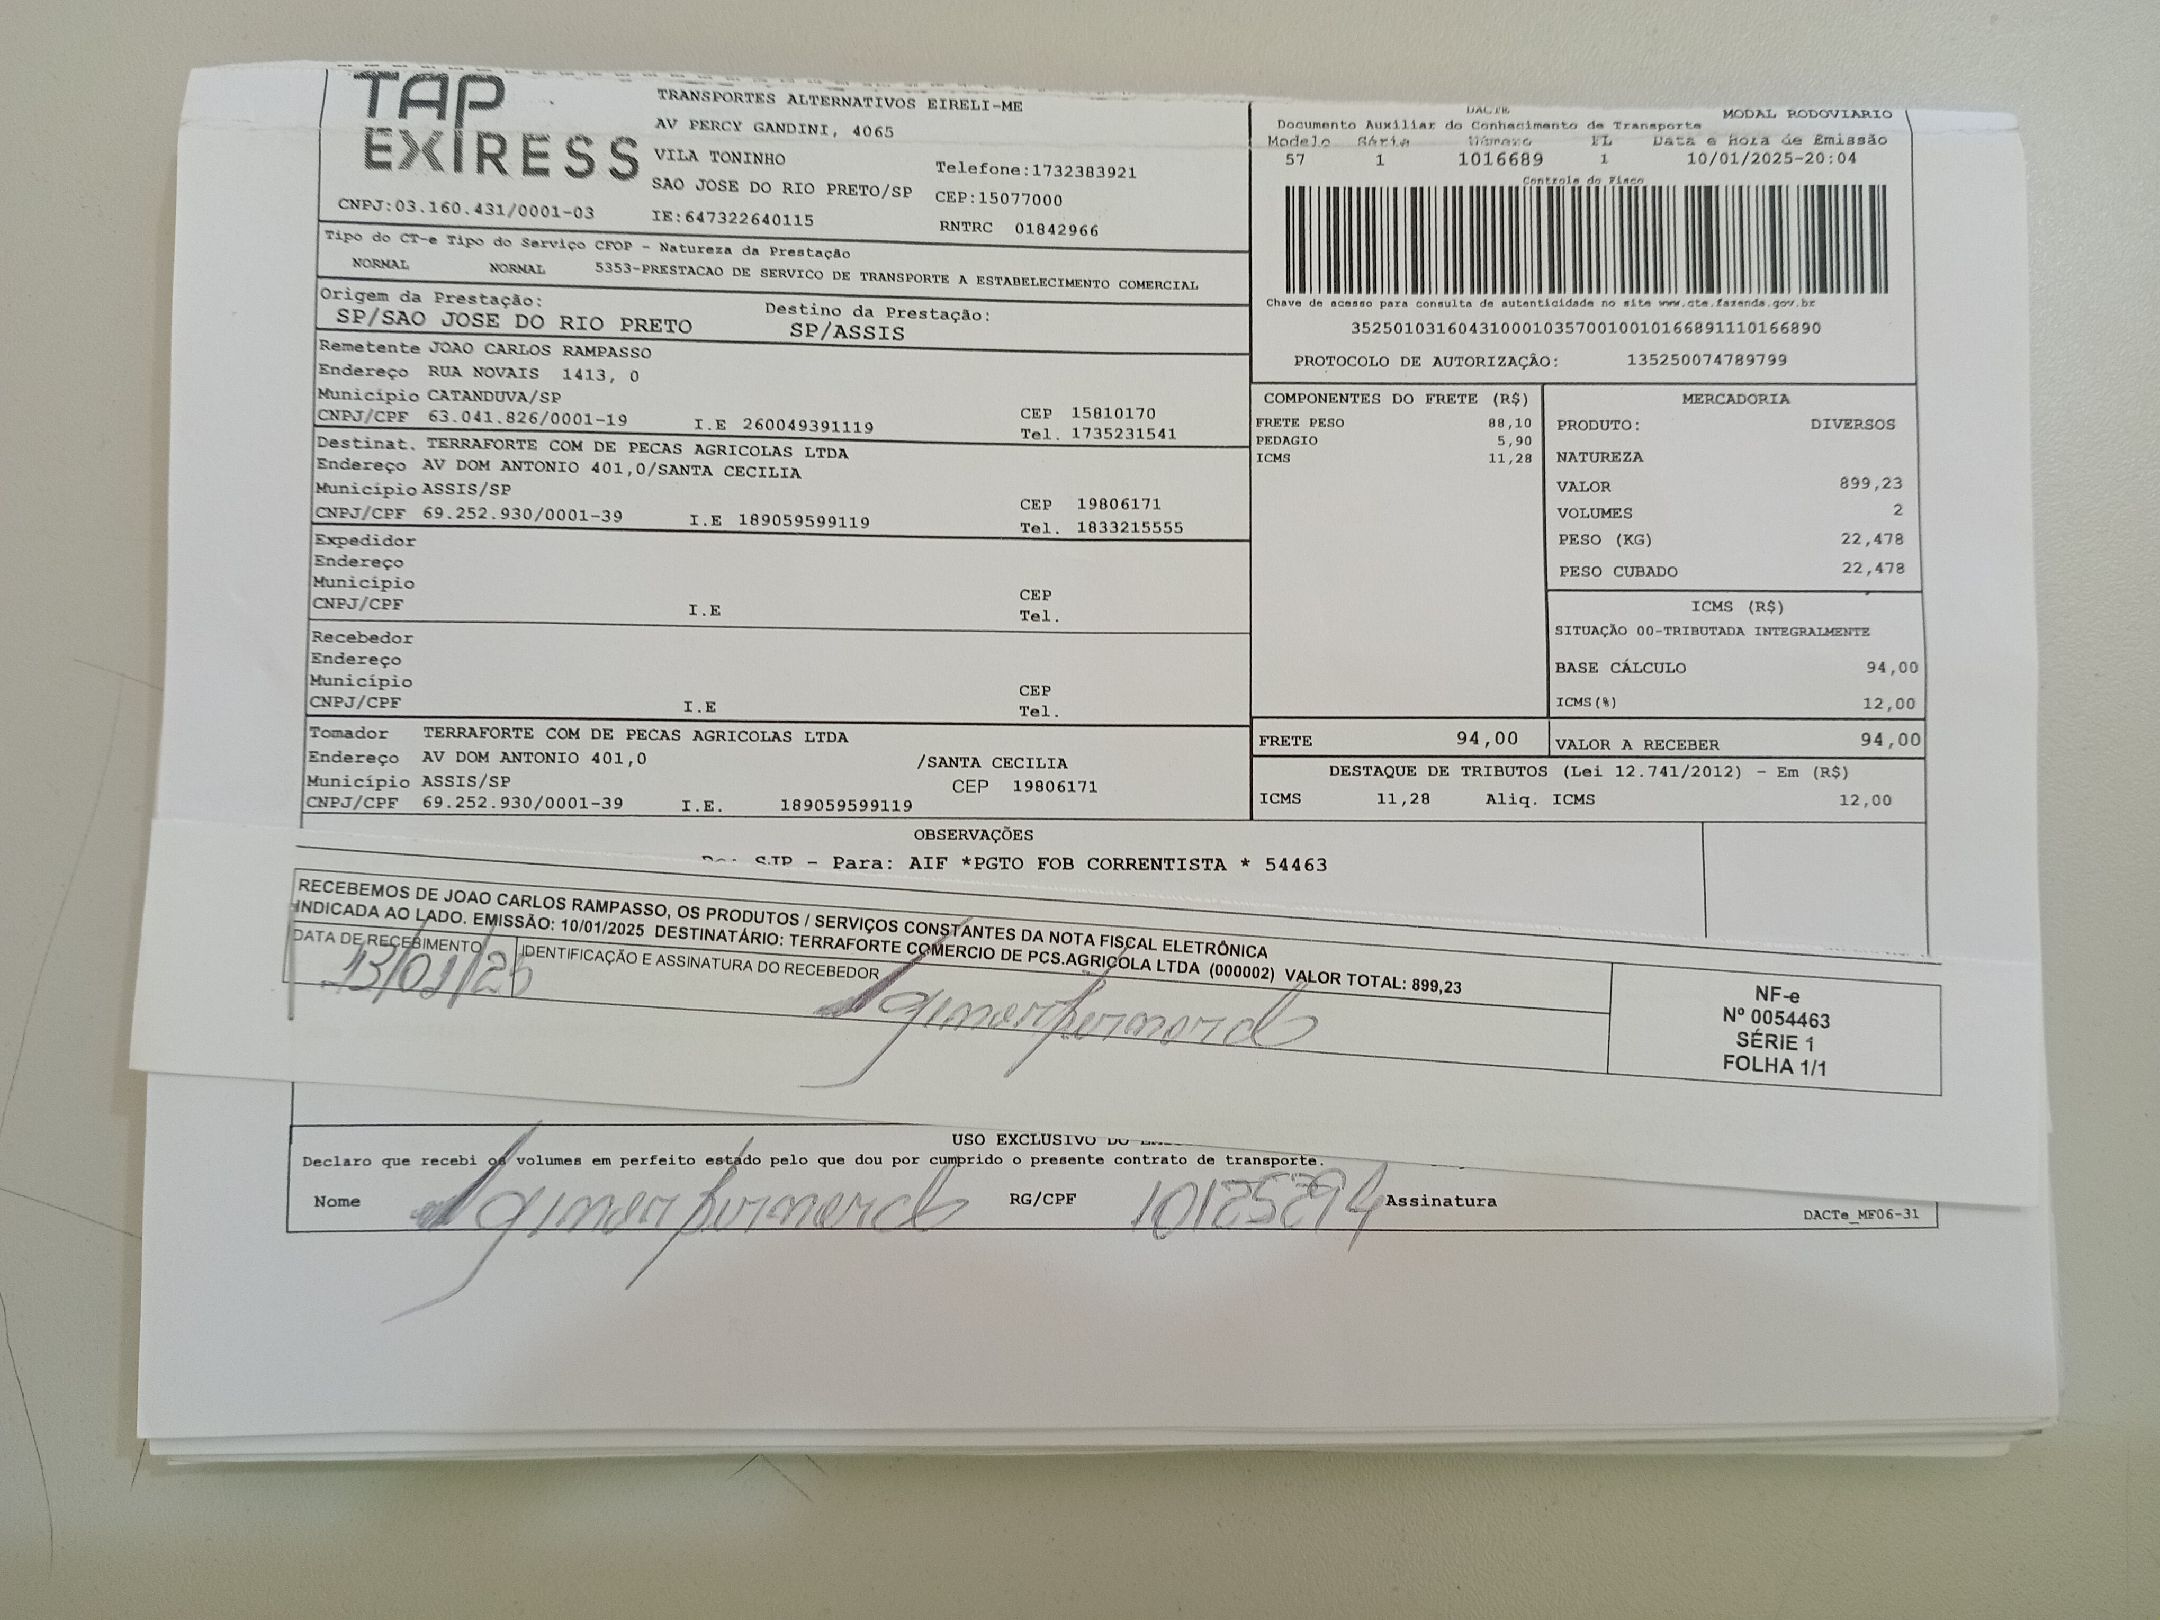 TAP
EXIRESS
TRANSPORTES ALTERNATIVOS EIRELI-ME
AV PERCY GANDINI, 4065
VILA TONINHO
Telefone:1732383921
SAO JOSE DO RIO PRETO/SP CEP:15077000
CNPJ:03.160.431/0001-03 IE:647322640115 RNTRC 01842966
DACTE MODAL RODOVIARIO
Documento Auxiliar do Conhecimento de Transporte
Modelo Série Número FL Data e Hora de Emissão
57 1 1016689 1 10/01/2025-20:04
Controle do Fisco
Chave de acesso para consulta de autenticidade no site www.cte.fazenda.gov.br
35250103160431000103570010010166891110166890
PROTOCOLO DE AUTORIZAÇÃO: 135250074789799
Tipo do CT-e Tipo do Serviço CFOP - Natureza da Prestação
NORMAL NORMAL 5353-PRESTACAO DE SERVICO DE TRANSPORTE A ESTABELECIMENTO COMERCIAL
Origem da Prestação: Destino da Prestação:
SP/SAO JOSE DO RIO PRETO SP/ASSIS
Remetente JOAO CARLOS RAMPASSO
Endereço RUA NOVAIS 1413, 0
Município CATANDUVA/SP CEP 15810170
CNPJ/CPF 63.041.826/0001-19 I.E 260049391119 Tel. 1735231541
Destinat. TERRAFORTE COM DE PECAS AGRICOLAS LTDA
Endereço AV DOM ANTONIO 401,0/SANTA CECILIA
Município ASSIS/SP CEP 19806171
CNPJ/CPF 69.252.930/0001-39 I.E 189059599119 Tel. 1833215555
Expedidor
Endereço
Município CEP
CNPJ/CPF I.E Tel.
Recebedor
Endereço
Município CEP
CNPJ/CPF I.E Tel.
Tomador TERRAFORTE COM DE PECAS AGRICOLAS LTDA
Endereço AV DOM ANTONIO 401,0 /SANTA CECILIA
Município ASSIS/SP CEP 19806171
CNPJ/CPF 69.252.930/0001-39 I.E. 189059599119
COMPONENTES DO FRETE (R$)
FRETE PESO 88,10
PEDAGIO 5,90
ICMS 11,28
MERCADORIA
PRODUTO: DIVERSOS
NATUREZA
VALOR 899,23
VOLUMES 2
PESO (KG) 22,478
PESO CUBADO 22,478
ICMS (R$)
SITUAÇÃO 00-TRIBUTADA INTEGRALMENTE
BASE CÁLCULO 94,00
ICMS(%) 12,00
FRETE 94,00 VALOR A RECEBER 94,00
DESTAQUE DE TRIBUTOS (Lei 12.741/2012) - Em (R$)
ICMS 11,28 Aliq. ICMS 12,00
OBSERVAÇÕES
SJP - Para: AIF *PGTO FOB CORRENTISTA * 54463
RECEBEMOS DE JOAO CARLOS RAMPASSO, OS PRODUTOS / SERVIÇOS CONSTANTES DA NOTA FISCAL ELETRÔNICA
INDICADA AO LADO. EMISSÃO: 10/01/2025 DESTINATÁRIO: TERRAFORTE COMERCIO DE PCS.AGRICOLA LTDA (000002) VALOR TOTAL: 899,23
DATA DE RECEBIMENTO IDENTIFICAÇÃO E ASSINATURA DO RECEBEDOR
13/01/25
NF-e
Nº 0054463
SÉRIE 1
FOLHA 1/1
USO EXCLUSIVO DO
Declaro que recebi os volumes em perfeito estado pelo que dou por cumprido o presente contrato de transporte.
Nome RG/CPF 10125294 Assinatura
DACTe_MF06-31